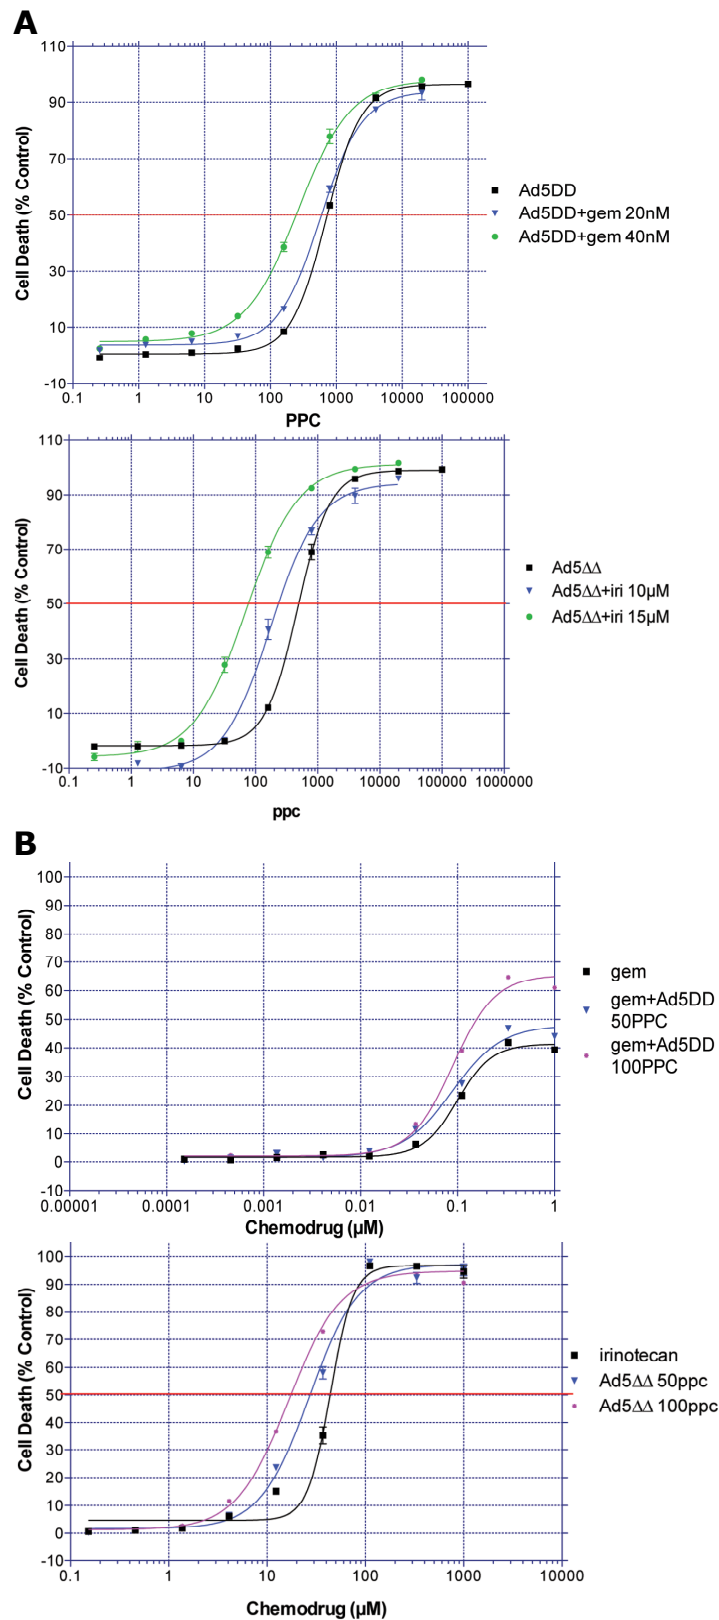 A
110
90
70
50
30
10
-10
Cell Death (% Control)
0.1 1 10 100 1000 10000 100000
PPC
Ad5DD
Ad5DD+gem 20nM
Ad5DD+gem 40nM
110
90
70
50
30
10
-10
Cell Death (% Control)
0.1 1 10 100 1000 10000 100000 1000000
ppc
Ad5ΔΔ
Ad5ΔΔ+iri 10µM
Ad5ΔΔ+iri 15µM
B
100
90
80
70
60
50
40
30
20
10
0
-10
Cell Death (% Control)
0.00001 0.0001 0.001 0.01 0.1 1
Chemodrug (µM)
gem
gem+Ad5DD
50PPC
gem+Ad5DD
100PPC
100
90
80
70
60
50
40
30
20
10
0
-10
Cell Death (% Control)
0.1 1 10 100 1000 10000
Chemodrug (µM)
irinotecan
Ad5ΔΔ 50ppc
Ad5ΔΔ 100ppc